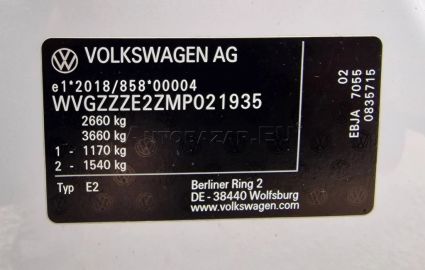 VOLKSWAGEN AG
e1*2018/858*00004
WVGZZZE2ZMP021935
2660 kg
3660 kg
1 - 1170 kg
2 - 1540 kg
Typ E2
Berliner Ring 2
DE - 38440 Wolfsburg
www.volkswagen.com
EBJA 7055 02
0835715
AUTOBAZAR.EU